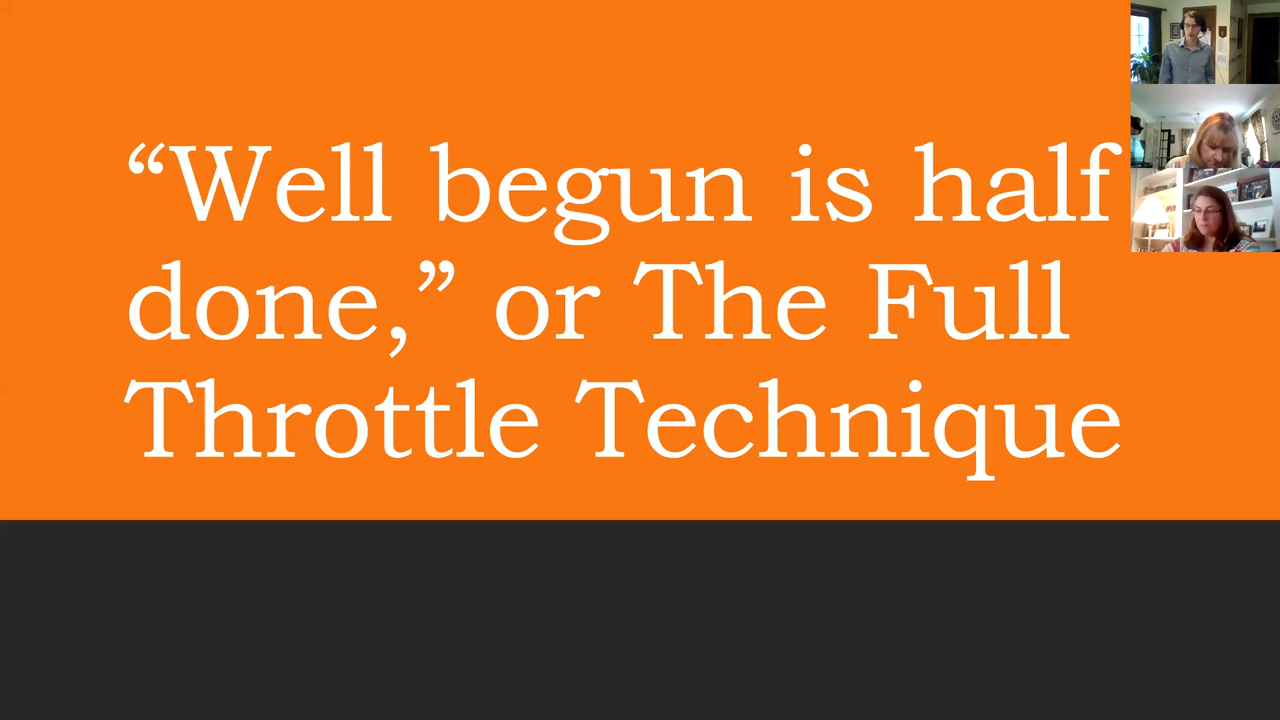 “Well begun is half
done,” or The Full
Throttle Technique